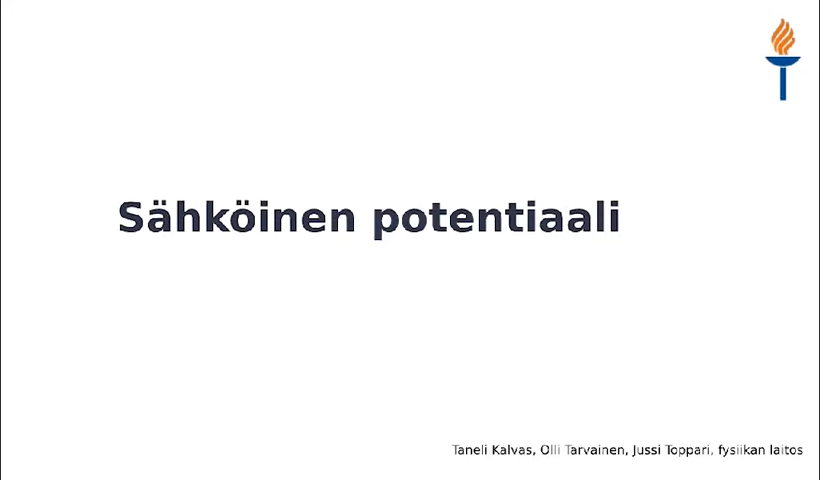 Sähköinen potentiaali
Taneli Kalvas, Olli Tarvainen, Jussi Toppari, fysiikan laitos